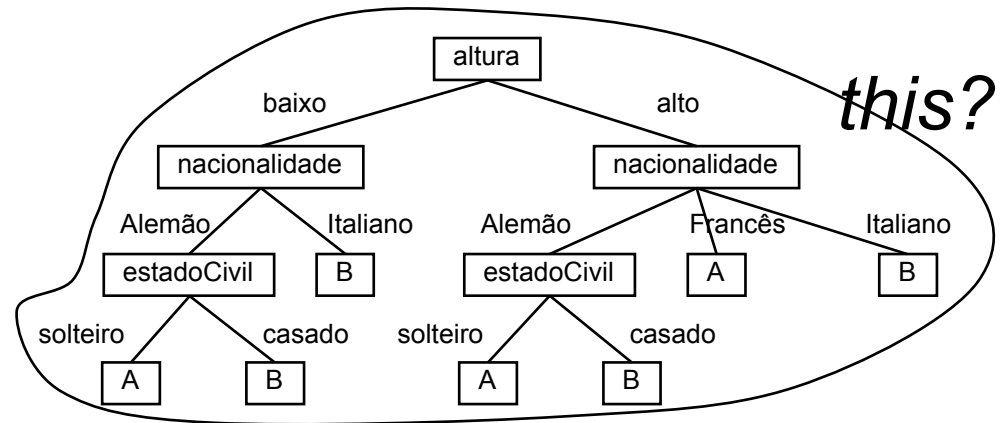 altura
this?
baixo alto
nacionalidade nacionalidade
Alemão Italiano Alemão Francês Italiano
estadoCivil B estadoCivil A B
solteiro casado solteiro casado
A B A B